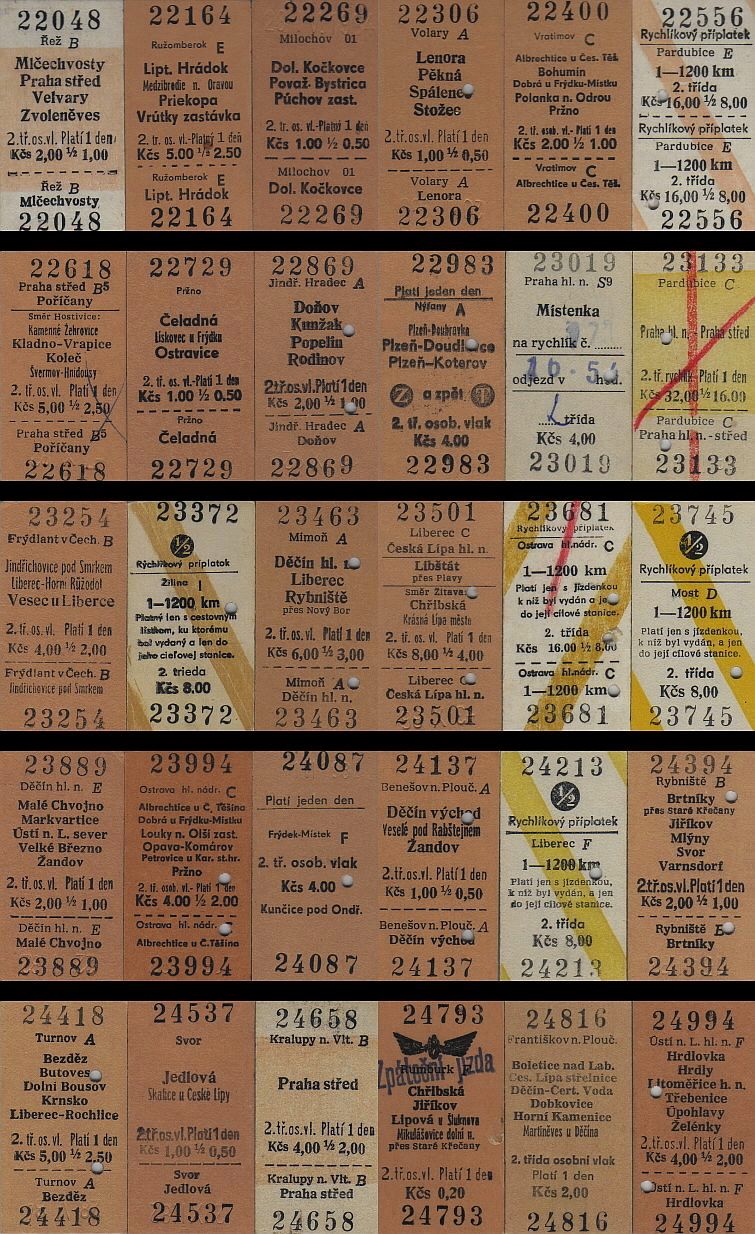 22048
Řež B
Mlčechvosty
Praha střed
Velvary
Zvoleněves
2.tř.os.vl. Platí 1 den
Kčs 2,00 ½ 1,00
Řež B
Mlčechvosty
22048
22164
Ružomberok E
Lipt. Hrádok
Medzibrodie n. Oravou
Priekopa
Vrútky zastávka
2. tr. os. vl.-Platný 1 deň
Kčs 5.00 ½ 2.50
Ružomberok E
Lipt. Hrádok
22164
22269
Milochov 01
Dol. Kočkovce
Považ. Bystrica
Púchov zast.
2. tr. os. vl.-Platný 1 deň
Kčs 1.00 ½ 0.50
Milochov 01
Dol. Kočkovce
22269
22306
Volary A
Lenora
Pěkná
Spálenec
Stožec
2.tř.os.vl. Platí 1 den
Kčs 1,00 ½ 0,50
Volary A
Lenora
22306
22400
Vratimov C
Albrechtice u Čes. Těš.
Bohumín
Dobrá u Frýdku-Místku
Polanka n. Odrou
Pržno
2. tř. osob. vl.-Platí 1 den
Kčs 2.00 ½ 1.00
Vratimov C
Albrechtice u Čes. Těš.
22400
22556
Rychlíkový příplatek
Pardubice E
1—1200 km
2. třída
Kčs 16,00 ½ 8,00
Rychlíkový příplatek
Pardubice E
1—1200 km
2. třída
Kčs 16,00 ½ 8,00
22556
22618
Praha střed B5
Poříčany
Směr Hostivice:
Kamenné Žehrovice
Kladno-Vrapice
Koleč
Svermov-Hnidousy
2. tř. os. vl. Platí 1 den
Kčs 5,00 ½ 2,50
Praha střed B5
Poříčany
22618
22729
Pržno
Čeladná
Lískovec u Frýdku
Ostravice
2. tř. os. vl.-Platí 1 den
Kčs 1.00 ½ 0.50
Pržno
Čeladná
22729
22869
Jindř. Hradec A
Doňov
Kunžak
Popelín
Rodinov
2.tř.os.vl.Platí 1 den
Kčs 2,00 ½ 1,00
Jindř. Hradec A
Doňov
22869
22983
Platí jeden den
Nýřany A
Plzeň-Doubravka
Plzeň-Doudlevce
Plzeň-Koterov
a zpět
2. tř. osob. vlak
Kčs 4.00
22983
23019
Praha hl. n. S9
Místenka
na rychlík č.
odjezd v 16.54 hod.
třída
Kčs 4,00
23019
23133
Pardubice C
Praha hl. n. - Praha střed
2.tř. rychlík Platí 1 den
Kčs 32,00 ½ 16.00
Pardubice C
Praha hl. n.-střed
23133
23254
Frýdlant v Čech. B
Jindřichovice pod Smrkem
Liberec-Horní Růžodol
Vesec u Liberce
2. tř. os. vl. Platí 1 den
Kčs 4,00 ½ 2,00
Frýdlant v Čech. B
Jindřichovice pod Smrkem
23254
23372
½
Rýchlikový príplatok
Žilina 1
1—1200 km
Platný len s cestovným
lístkom, ku ktorému
bol vydaný a len do
jeho cieľovej stanice.
2. trieda
Kčs 8.00
23372
23463
Mimoň A
Děčín hl. n.
Liberec
Rybniště
přes Nový Bor
2. tř. os. vl. Platí 1 den
Kčs 6,00 ½ 3,00
Mimoň A
Děčín hl. n.
23463
23501
Liberec C
Česká Lípa hl. n.
Libštát
přes Plavy
Směr Žitava:
Chřibská
Krásná Lípa město
2. tř. os. vl. Platí 1 den
Kčs 8,00 ½ 4,00
Liberec C
Česká Lípa hl. n.
23501
23681
Rychlíkový příplatek
Ostrava hl.nádr. C
1—1200 km
Platí jen s jízdenkou
k níž byl vydán a jen
do její cílové stanice.
2. třída
Kčs 16.00 ½ 8.00
Ostrava hl.nádr. C
1—1200 km
23681
23745
½
Rychlíkový příplatek
Most D
1—1200 km
Platí jen s jízdenkou,
k níž byl vydán, a jen
do její cílové stanice.
2. třída
Kčs 8,00
23745
23889
Děčín hl. n. E
Malé Chvojno
Markvartice
Ústí n. L. sever
Velké Březno
Žandov
2. tř. os. vl. Platí 1 den
Kčs 2,00 ½ 1,00
Děčín hl. n. E
Malé Chvojno
23889
23994
Ostrava hl. nádr. C
Albrechtice u Č. Těšína
Dobrá u Frýdku-Místku
Louky n. Olší zast.
Opava-Komárov
Petrovice u Kar. st.hr.
Pržno
2. tř. os. vl.- Platí 1 den
Kčs 4.00 ½ 2.00
Ostrava hl. nádr. C
Albrechtice u Č.Těšína
23994
24087
Platí jeden den
Frýdek-Místek F
2. tř. osob. vlak
Kčs 4.00
Kunčice pod Ondř.
24087
24137
Benešov n. Plouč. A
Děčín východ
Veselé pod Rabštejnem
Žandov
2. tř. os. vl. Platí 1 den
Kčs 1,00 ½ 0,50
Benešov n. Plouč. A
Děčín východ
24137
24213
½
Rychlíkový příplatek
Liberec F
1—1200 km
Platí jen s jízdenkou,
k níž byl vydán, a jen
do její cílové stanice.
2. třída
Kčs 8,00
24213
24394
Rybniště B
Brtníky
přes Staré Křečany
Jiříkov
Mlýny
Svor
Varnsdorf
2.tř.os.vl.Platí 1 den
Kčs 2,00 ½ 1,00
Rybniště B
Brtníky
24394
24418
Turnov A
Bezděz
Butoves
Dolní Bousov
Krnsko
Liberec-Rochlice
2. tř. os. vl. Platí 1 den
Kčs 5,00 ½ 2.50
Turnov A
Bezděz
24418
24537
Svor
Jedlová
Skalice u České Lípy
2.tř.os.vl.Platí 1 den
Kčs 1,00 ½ 0,50
Svor
Jedlová
24537
24658
Kralupy n. Vlt. B
Praha střed
2.tř.os.vl. Platí 1 den
Kčs 4,00 ½ 2,00
Kralupy n. Vlt. B
Praha střed
24658
24793
Rumburk F
Zpáteční jízda
Chřibská
Jiříkov
Lipová u Šluknova
Mikulášovice dolní n.
přes Staré Křečany
2.tř.os.vl. Platí 1 den
Kčs 0,20
24793
24816
Františkov n. Plouč.
Boletice nad Lab.
Čes. Lípa střelnice
Děčín-Čert. Voda
Dobkovice
Horní Kamenice
Martiněves u Děčína
2. třída osobní vlak
Platí 1 den
Kčs 2,00
24816
24994
Ústí n. L. hl. n. F
Hrdlovka
Hrdly
Litoměřice h. n.
Třebenice
Úpohlavy
Želénky
2. tř. os. vl. Platí 1 den
Kčs 4,00 ½ 2,00
Ústí n. L. hl. n. F
Hrdlovka
24994